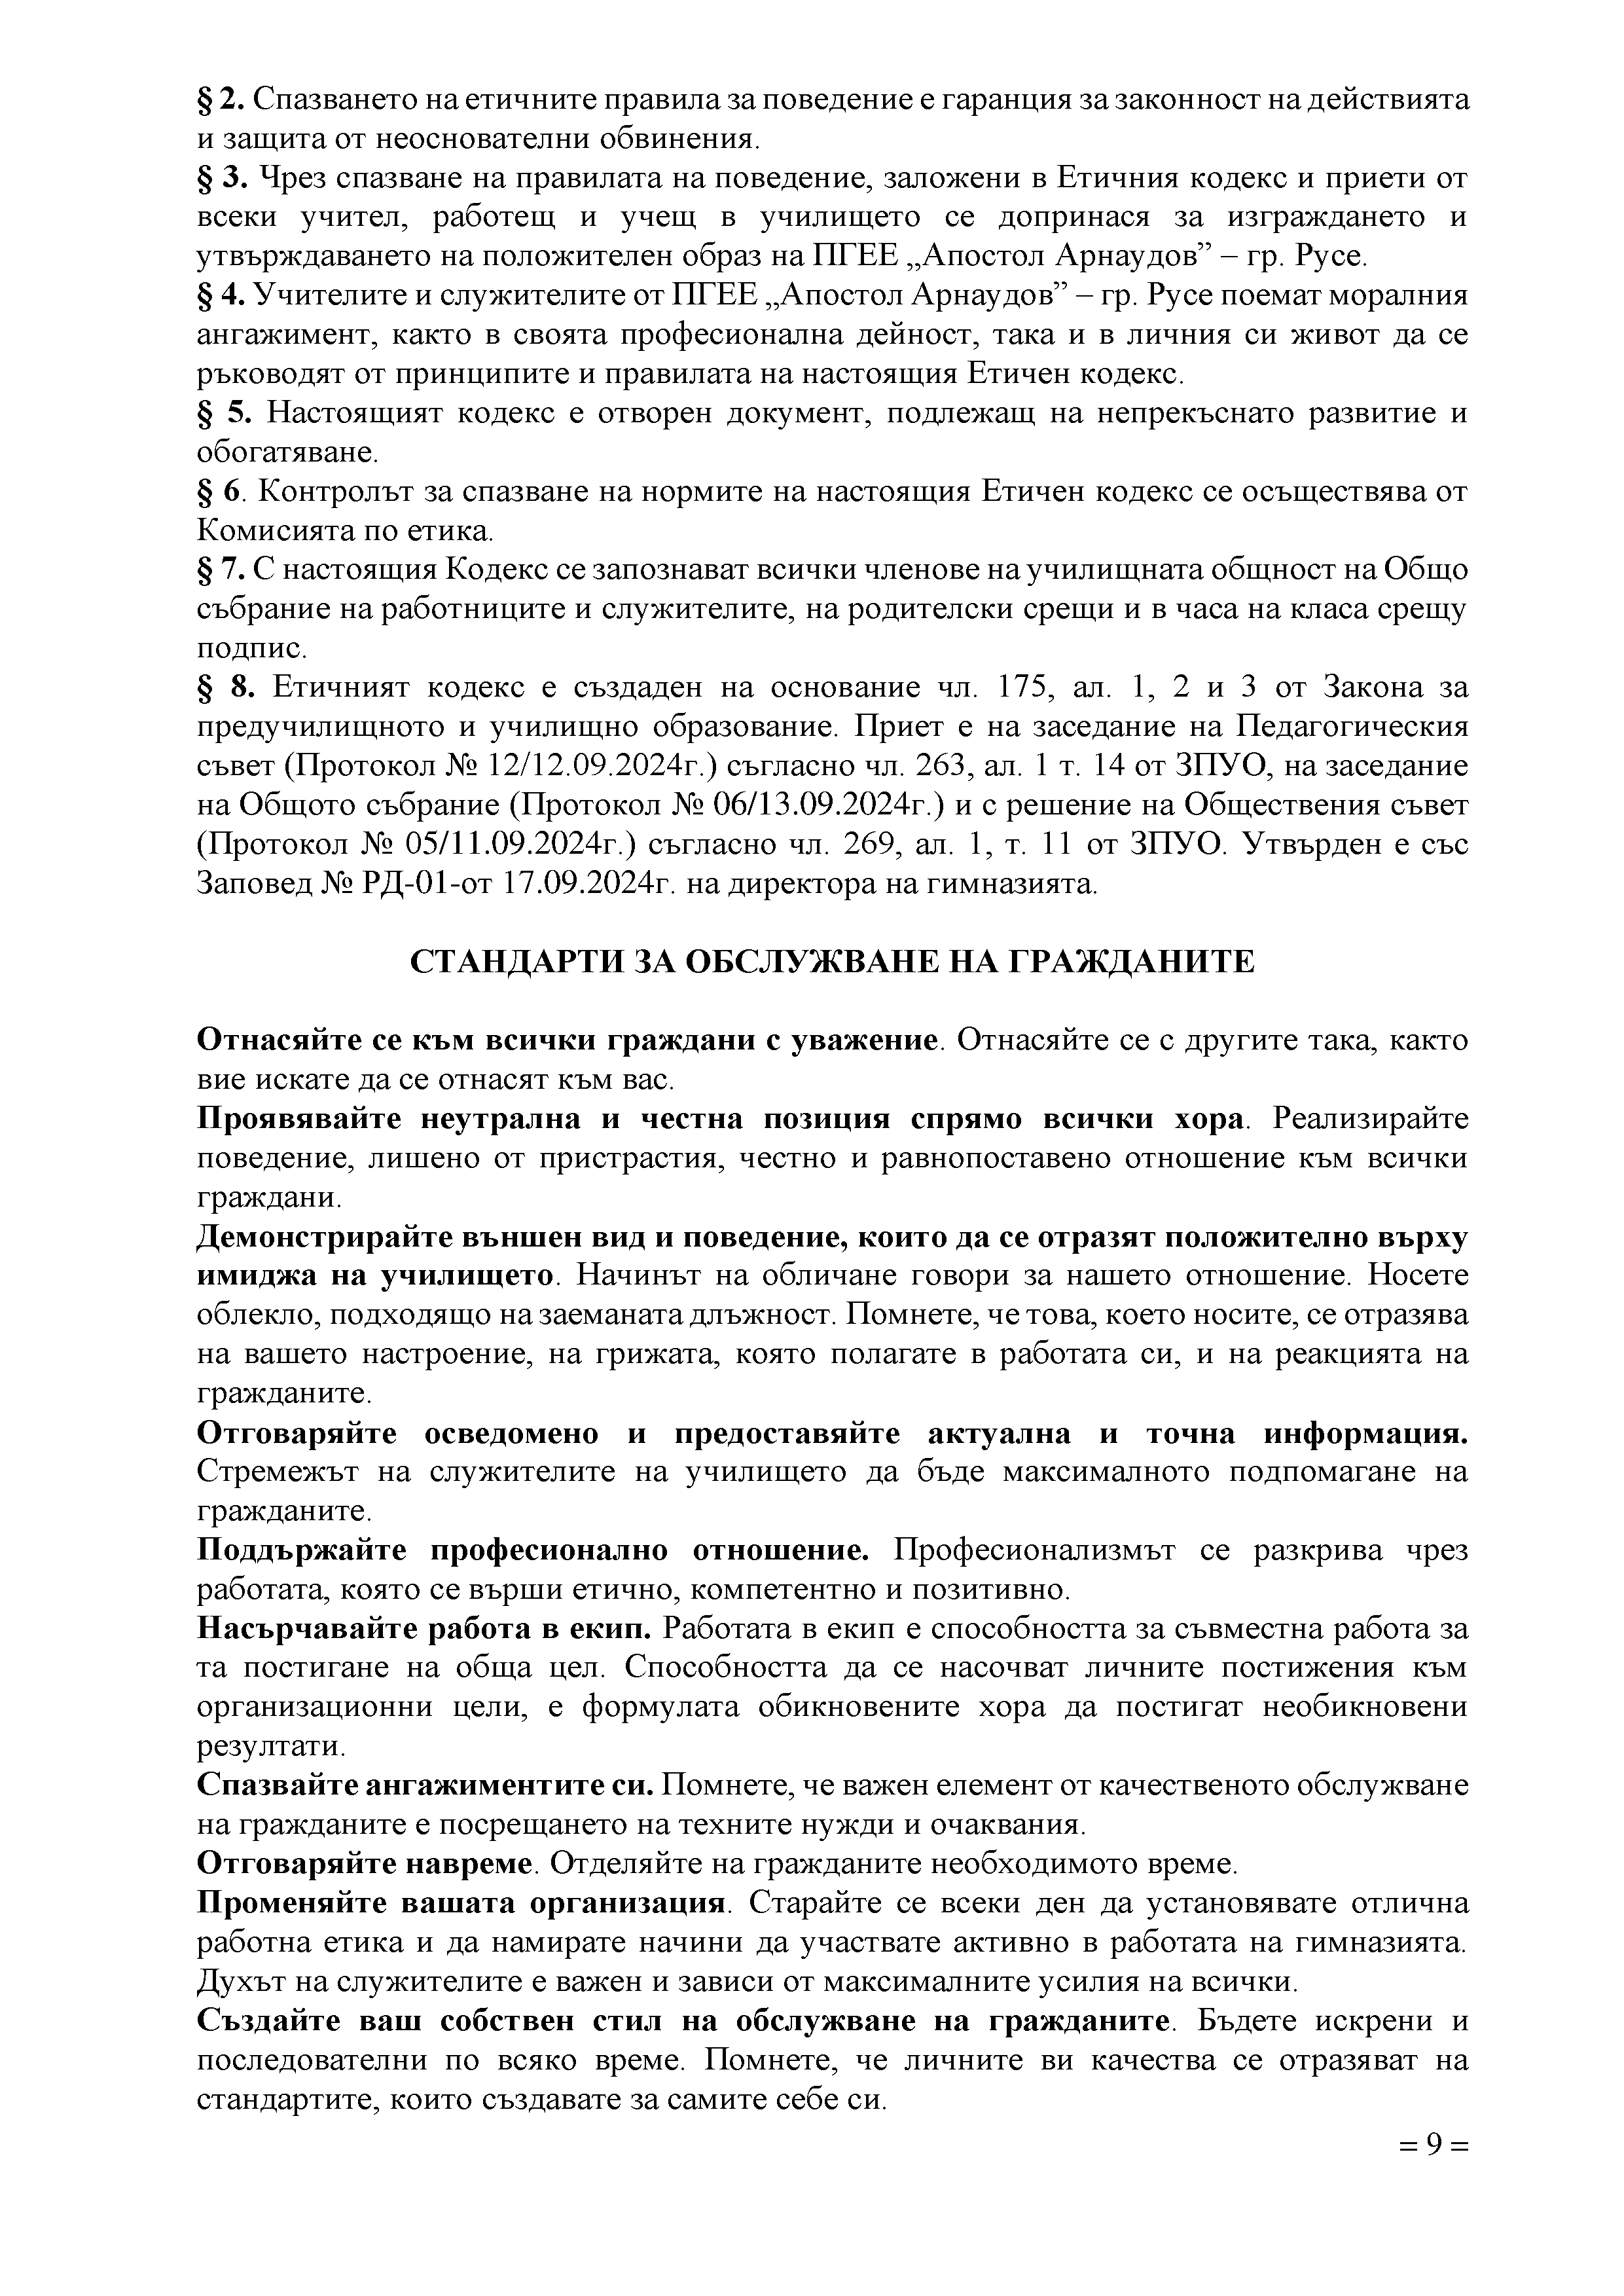 § 2. Спазването на етичните правила за поведение е гаранция за законност на действията
и защита от неоснователни обвинения.
§ 3. Чрез спазване на правилата на поведение, заложени в Етичния кодекс и приети от
всеки учител, работещ и учещ в училището се допринася за изграждането и
утвърждаването на положителен образ на ПГЕЕ „Апостол Арнаудов” – гр. Русе.
§ 4. Учителите и служителите от ПГЕЕ „Апостол Арнаудов” – гр. Русе поемат моралния
ангажимент, както в своята професионална дейност, така и в личния си живот да се
ръководят от принципите и правилата на настоящия Етичен кодекс.
§ 5. Настоящият кодекс е отворен документ, подлежащ на непрекъснато развитие и
обогатяване.
§ 6. Контролът за спазване на нормите на настоящия Етичен кодекс се осъществява от
Комисията по етика.
§ 7. С настоящия Кодекс се запознават всички членове на училищната общност на Общо
събрание на работниците и служителите, на родителски срещи и в часа на класа срещу
подпис.
§ 8. Етичният кодекс е създаден на основание чл. 175, ал. 1, 2 и 3 от Закона за
предучилищното и училищно образование. Приет е на заседание на Педагогическия
съвет (Протокол № 12/12.09.2024г.) съгласно чл. 263, ал. 1 т. 14 от ЗПУО, на заседание
на Общото събрание (Протокол № 06/13.09.2024г.) и с решение на Обществения съвет
(Протокол № 05/11.09.2024г.) съгласно чл. 269, ал. 1, т. 11 от ЗПУО. Утвърден е със
Заповед № РД-01-от 17.09.2024г. на директора на гимназията.
СТАНДАРТИ ЗА ОБСЛУЖВАНЕ НА ГРАЖДАНИТЕ
Отнасяйте се към всички граждани с уважение. Отнасяйте се с другите така, както
вие искате да се отнасят към вас.
Проявявайте неутрална и честна позиция спрямо всички хора. Реализирайте
поведение, лишено от пристрастия, честно и равнопоставено отношение към всички
граждани.
Демонстрирайте външен вид и поведение, които да се отразят положително върху
имиджа на училището. Начинът на обличане говори за нашето отношение. Носете
облекло, подходящо на заеманата длъжност. Помнете, че това, което носите, се отразява
на вашето настроение, на грижата, която полагате в работата си, и на реакцията на
гражданите.
Отговаряйте осведомено и предоставяйте актуална и точна информация.
Стремежът на служителите на училището да бъде максималното подпомагане на
гражданите.
Поддържайте професионално отношение. Професионализмът се разкрива чрез
работата, която се върши етично, компетентно и позитивно.
Насърчавайте работа в екип. Работата в екип е способността за съвместна работа за
та постигане на обща цел. Способността да се насочват личните постижения към
организационни цели, е формулата обикновените хора да постигат необикновени
резултати.
Спазвайте ангажиментите си. Помнете, че важен елемент от качественото обслужване
на гражданите е посрещането на техните нужди и очаквания.
Отговаряйте навреме. Отделяйте на гражданите необходимото време.
Променяйте вашата организация. Старайте се всеки ден да установявате отлична
работна етика и да намирате начини да участвате активно в работата на гимназията.
Духът на служителите е важен и зависи от максималните усилия на всички.
Създайте ваш собствен стил на обслужване на гражданите. Бъдете искрени и
последователни по всяко време. Помнете, че личните ви качества се отразяват на
стандартите, които създавате за самите себе си.
= 9 =